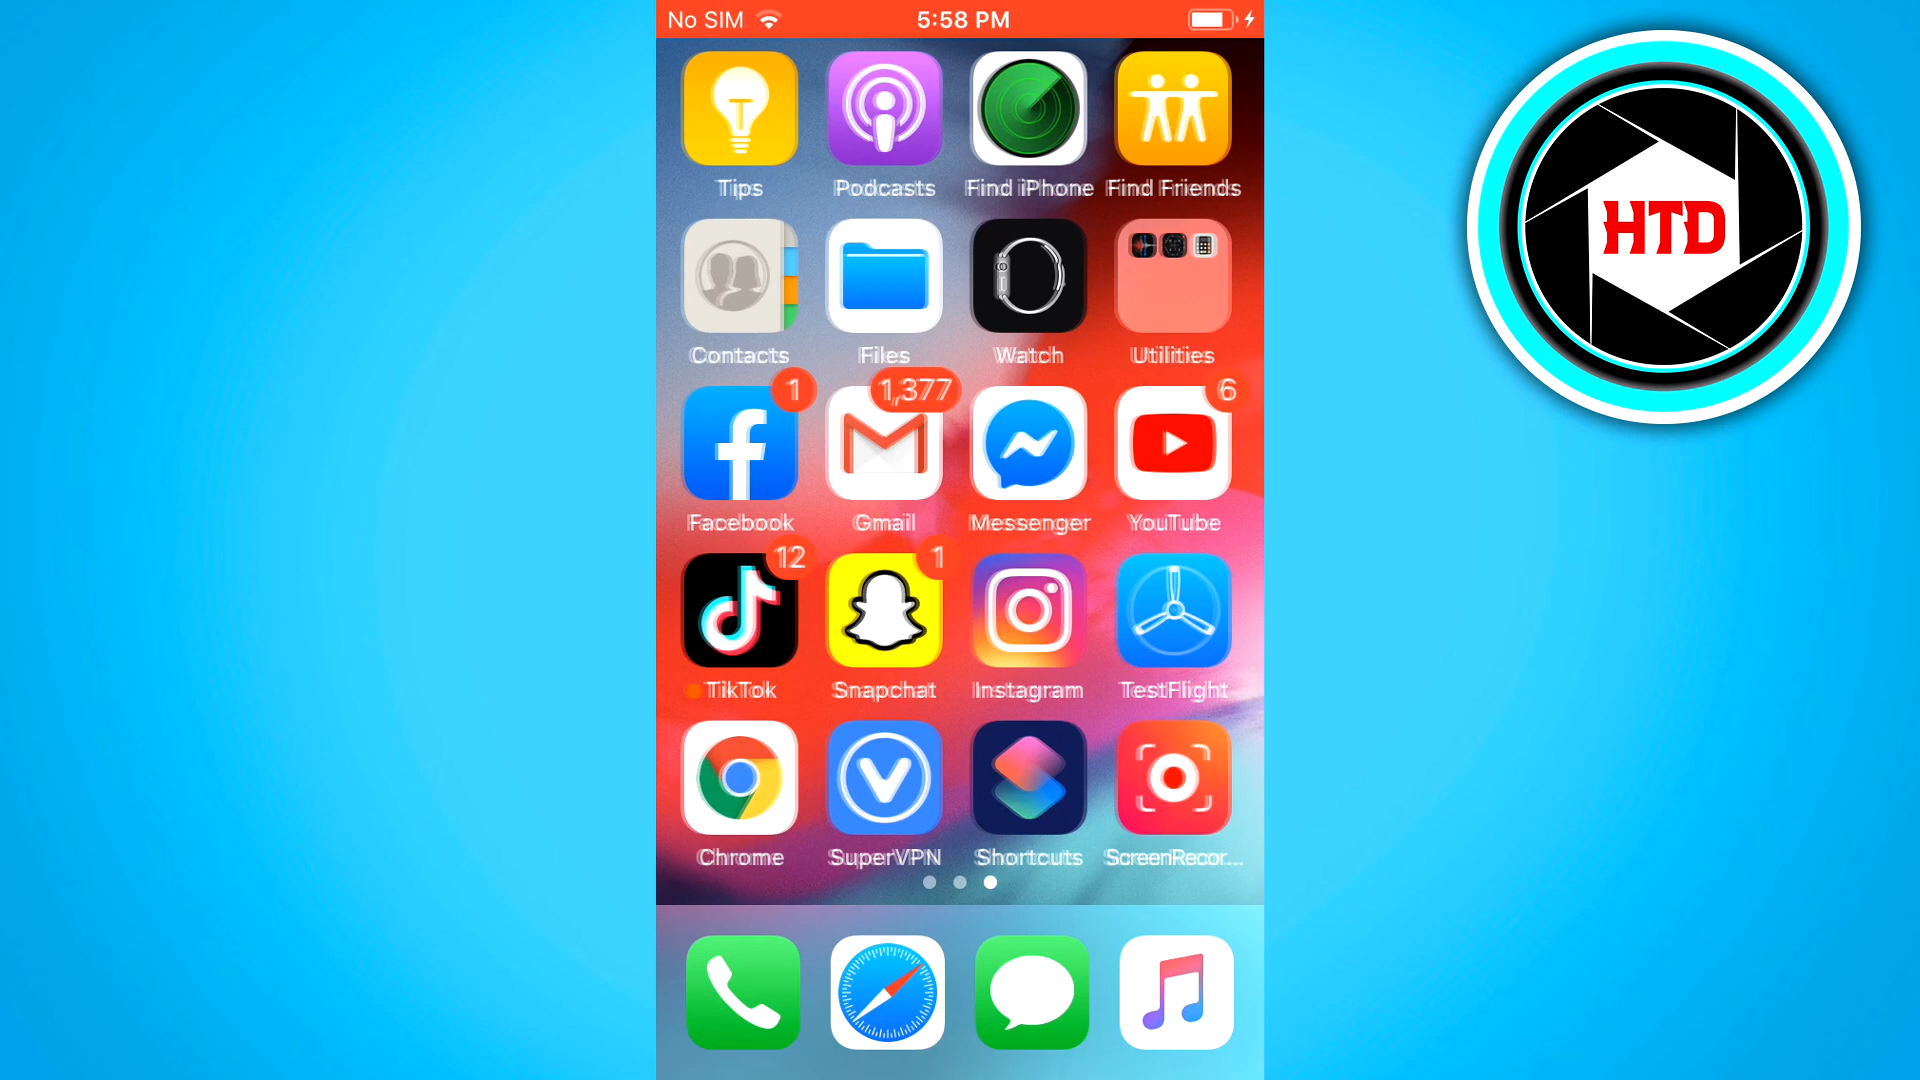 No SIM 5:58 PM
HTD
Tips Podcasts Find iPhone Find Friends
Contacts Files Watch Utilities
1 1,377 6
Facebook Gmail Messenger YouTube
12 1
TikTok Snapchat Instagram TestFlight
Chrome SuperVPN Shortcuts ScreenRecor...